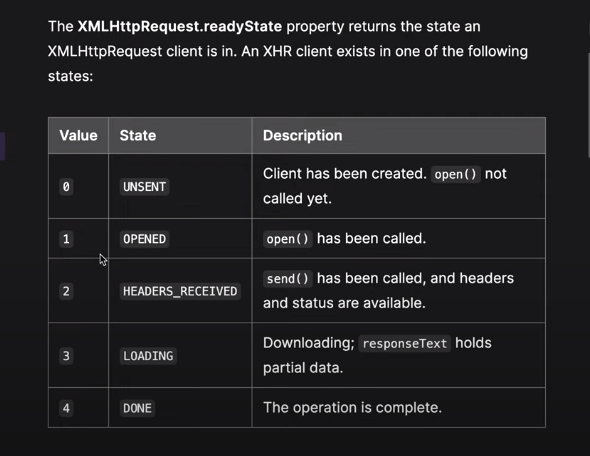 The XMLHttpRequest.readyState property returns the state an
XMLHttpRequest client is in. An XHR client exists in one of the following
states:
Value State Description
0 UNSENT Client has been created. open() not
called yet.
1 OPENED open() has been called.
2 HEADERS_RECEIVED send() has been called, and headers
and status are available.
3 LOADING Downloading; responseText holds
partial data.
4 DONE The operation is complete.